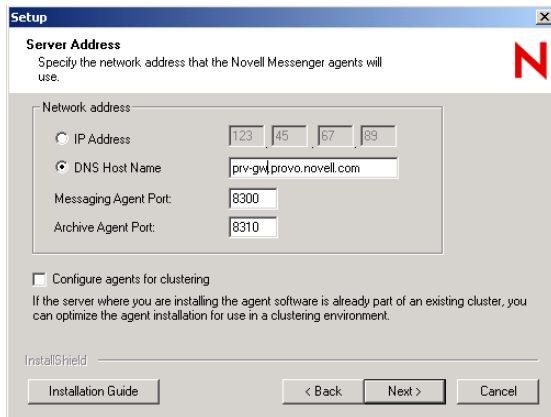 Setup
Server Address
Specify the network address that the Novell Messenger agents will
use.
N
Network address
IP Address 123 . 45 . 67 . 89
DNS Host Name prv-gw.provo.novell.com
Messaging Agent Port: 8300
Archive Agent Port: 8310
Configure agents for clustering
If the server where you are installing the agent software is already part of an existing cluster, you
can optimize the agent installation for use in a clustering environment.
InstallShield
Installation Guide < Back Next > Cancel